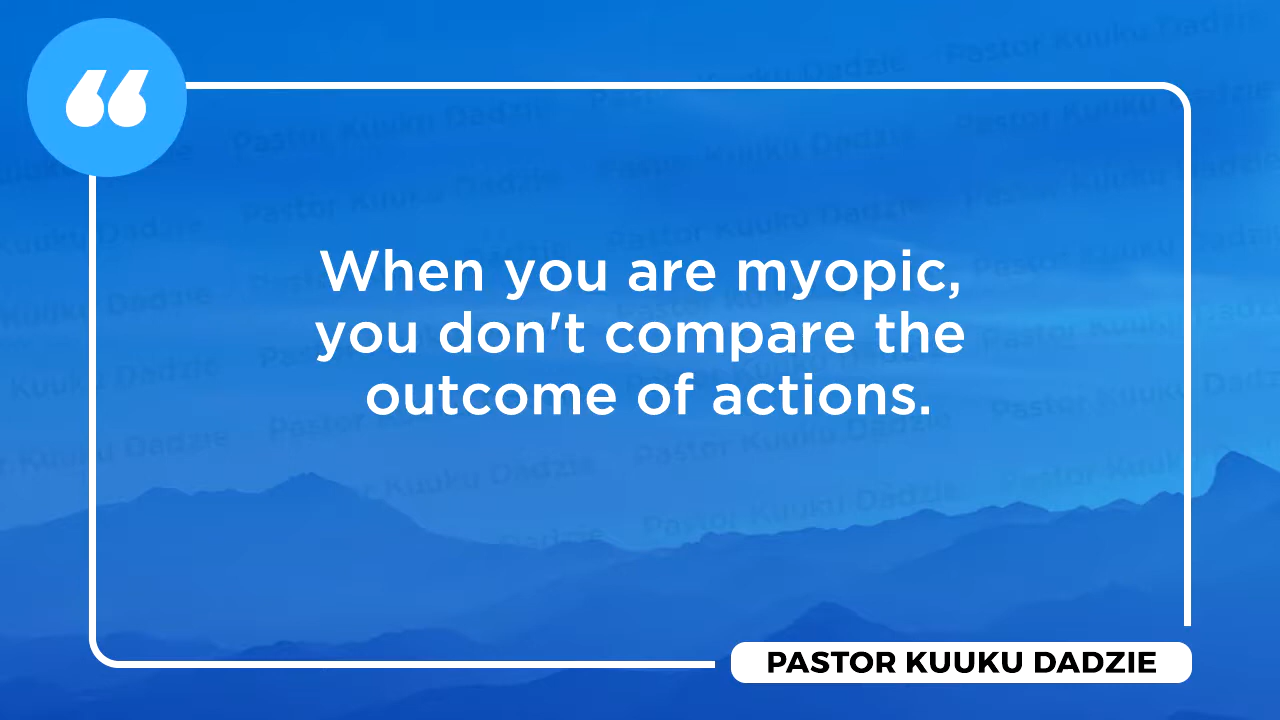 When you are myopic,
you don't compare the
outcome of actions.
PASTOR KUUKU DADZIE